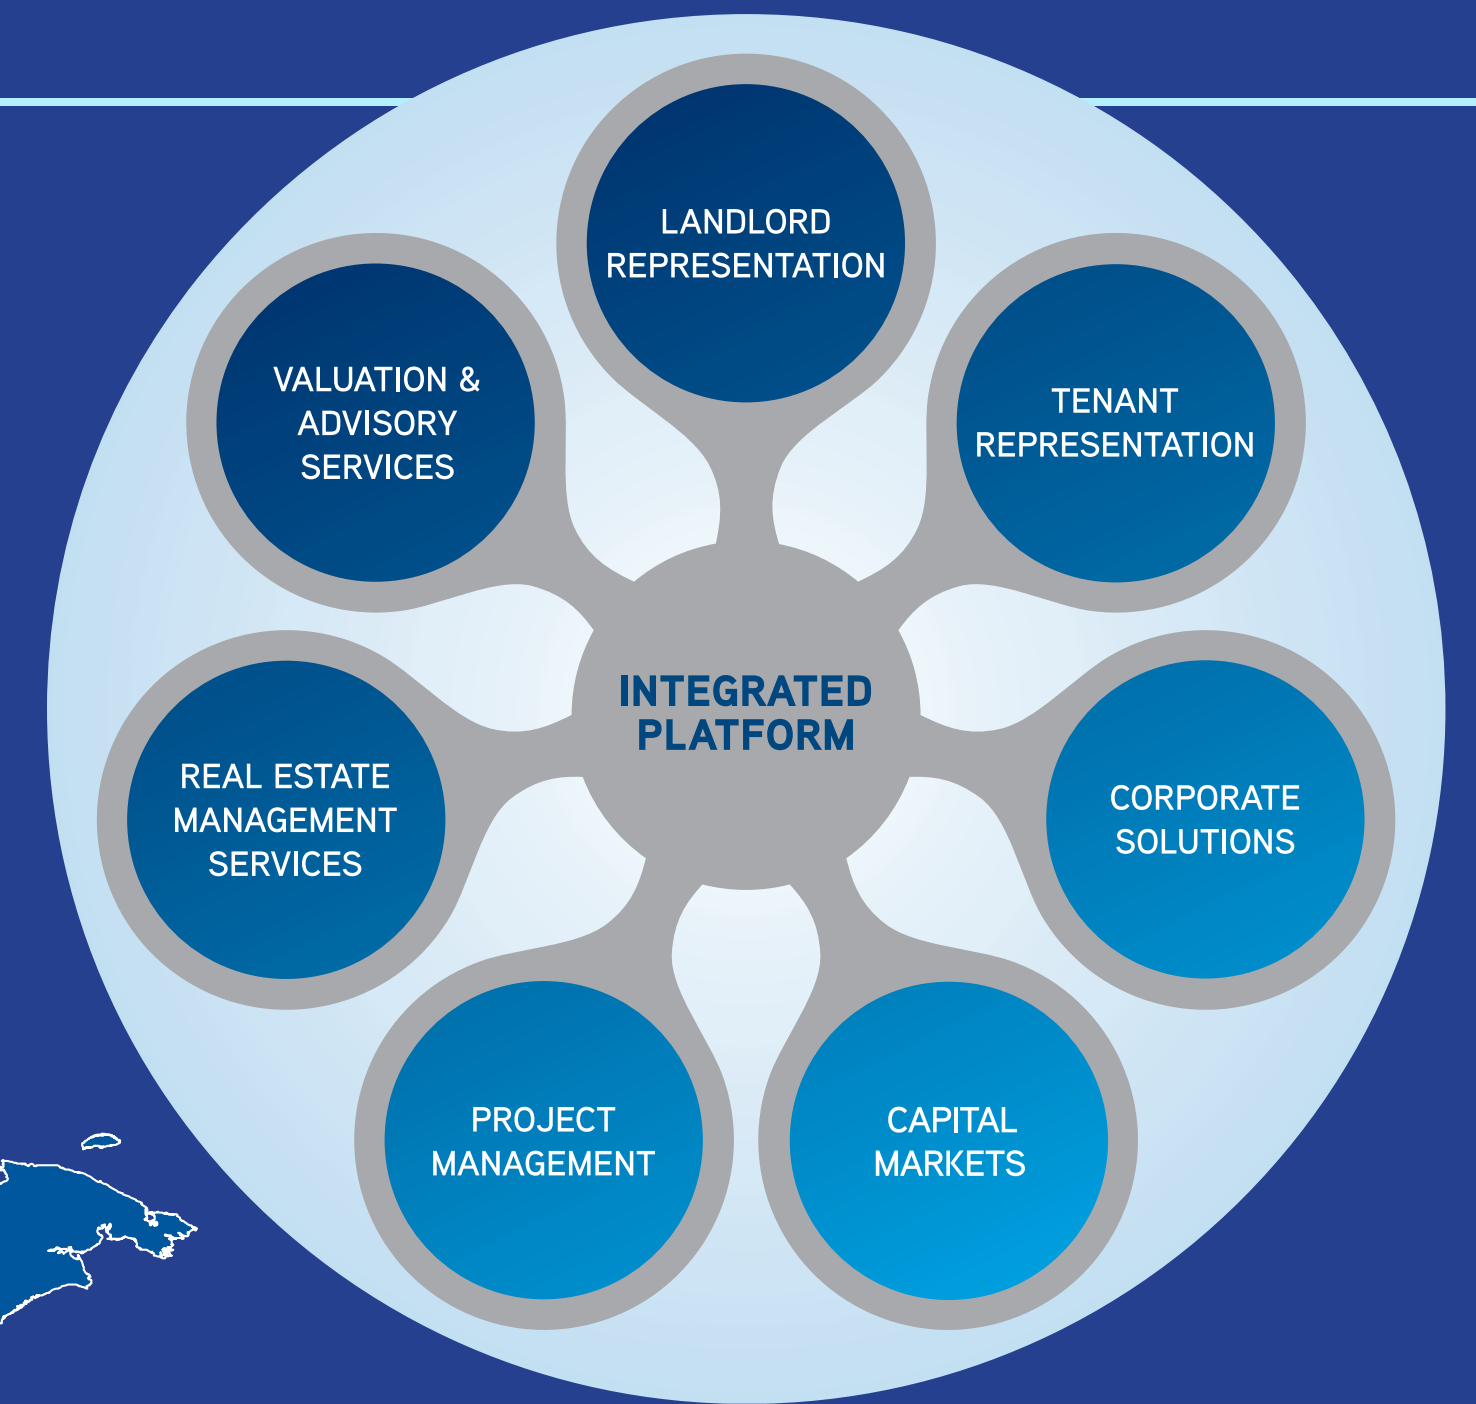 LANDLORD
REPRESENTATION
TENANT
REPRESENTATION
CORPORATE
SOLUTIONS
CAPITAL
MARKETS
PROJECT
MANAGEMENT
REAL ESTATE
MANAGEMENT
SERVICES
VALUATION &
ADVISORY
SERVICES
INTEGRATED
PLATFORM